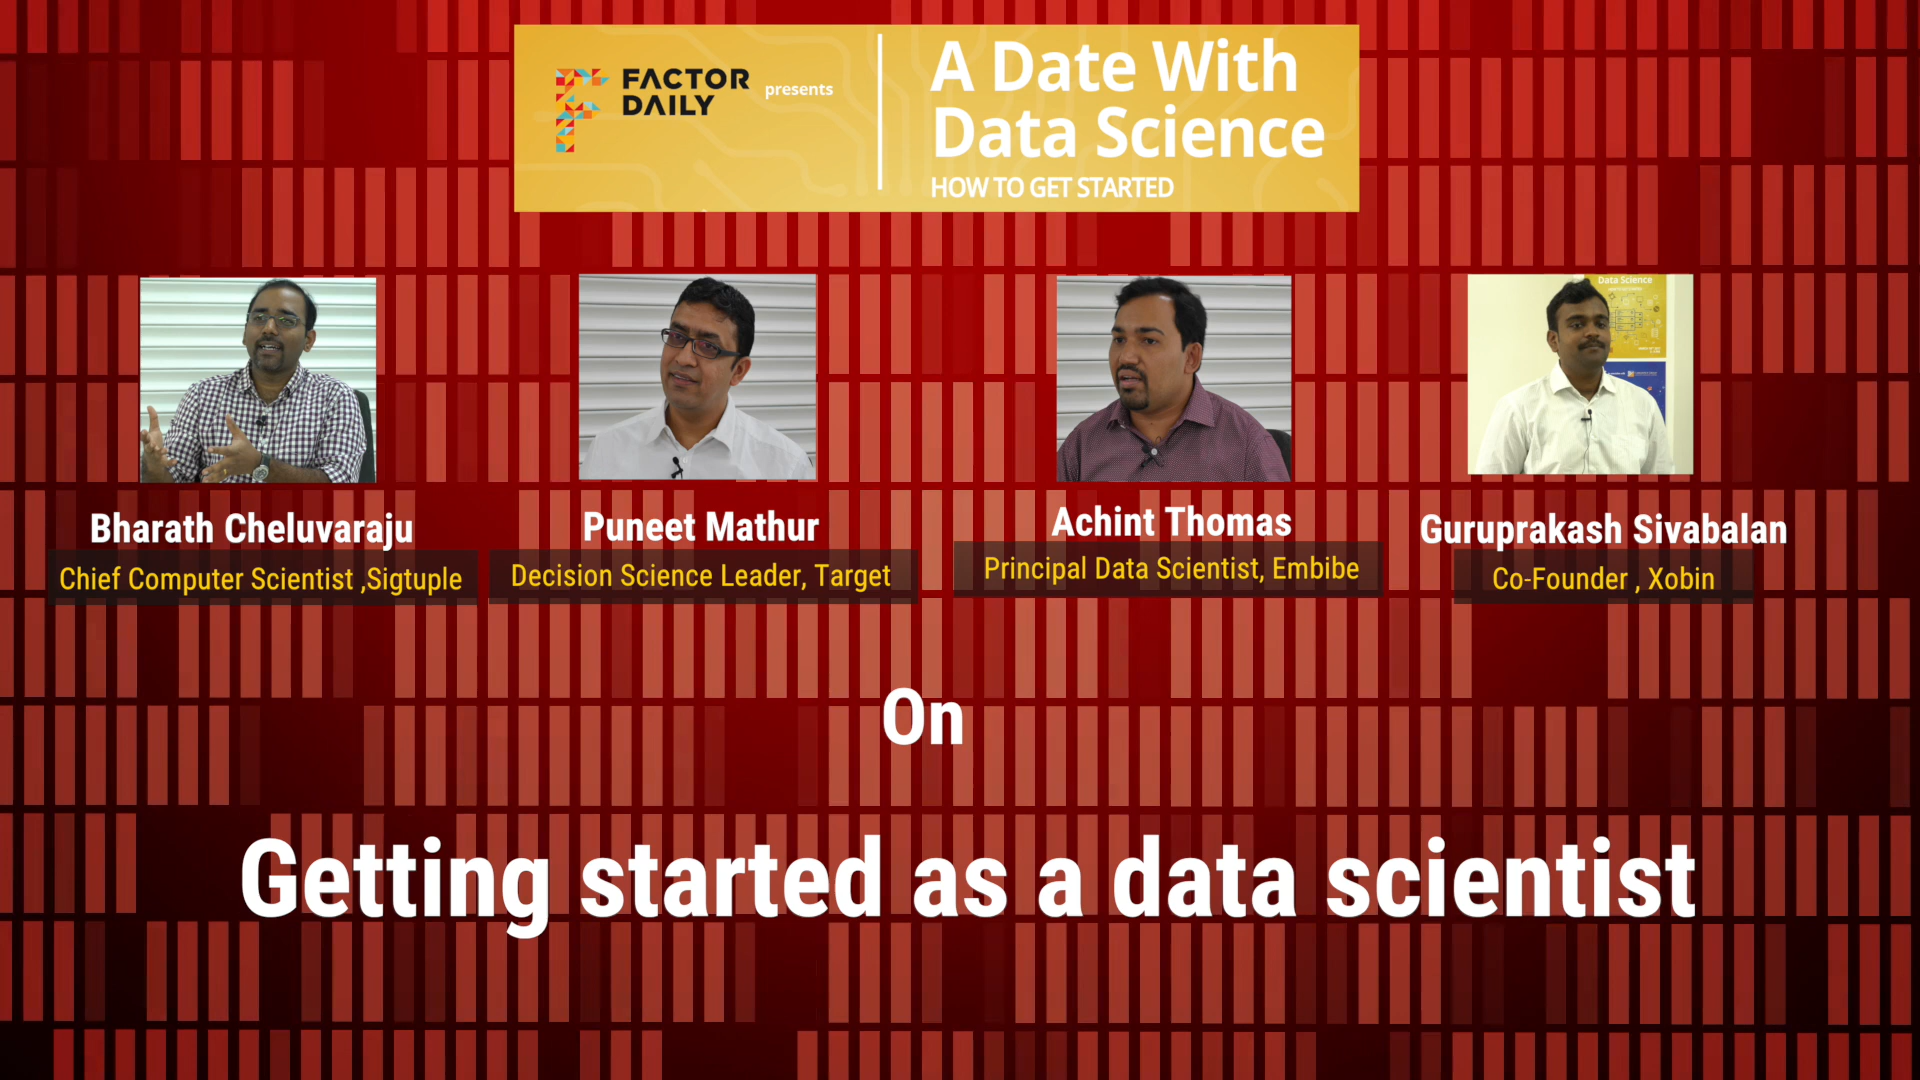 FACTOR
DAILY
presents
A Date With
Data Science
HOW TO GET STARTED
Data Science
Bharath Cheluvaraju
Chief Computer Scientist ,Sigtuple
Puneet Mathur
Decision Science Leader, Target
Achint Thomas
Principal Data Scientist, Embibe
Guruprakash Sivabalan
Co-Founder , Xobin
On
Getting started as a data scientist